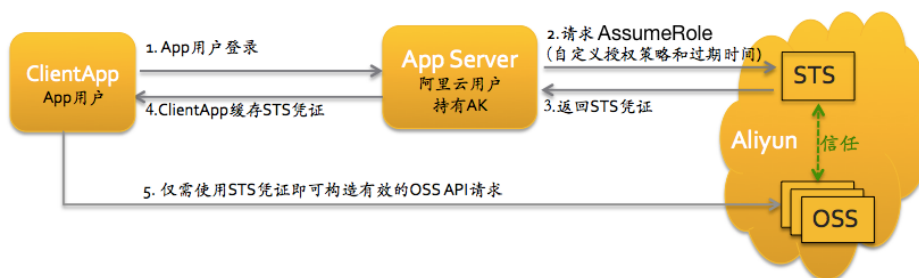 ClientApp
App用户
1. App用户登录
4.ClientApp缓存STS凭证
App Server
阿里云用户
持有AK
2.请求 AssumeRole
(自定义授权策略和过期时间)
3.返回STS凭证
STS
Aliyun
信任
OSS
5. 仅需使用STS凭证即可构造有效的OSS API请求